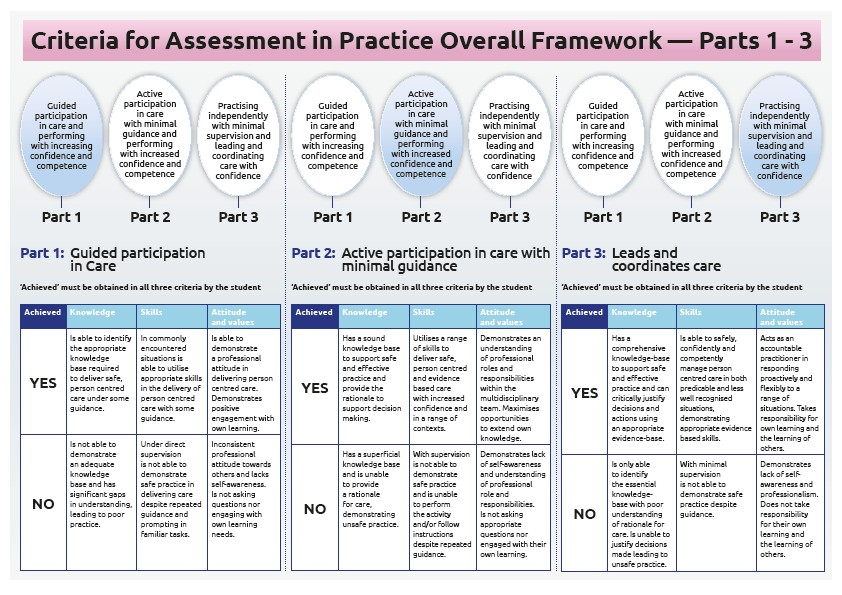 Criteria for Assessment in Practice Overall Framework — Parts 1 - 3
Guided
participation
in care and
performing
with increasing
confidence and
competence
Part 1
Active
participation
in care
with minimal
guidance and
performing
with increased
confidence and
competence
Part 2
Practising
independently
with minimal
supervision and
leading and
coordinating
care with
confidence
Part 3
Guided
participation
in care and
performing
with increasing
confidence and
competence
Part 1
Active
participation
in care
with minimal
guidance and
performing
with increased
confidence and
competence
Part 2
Practising
independently
with minimal
supervision and
leading and
coordinating
care with
confidence
Part 3
Guided
participation
in care and
performing
with increasing
confidence and
competence
Part 1
Active
participation
in care
with minimal
guidance and
performing
with increased
confidence and
competence
Part 2
Practising
independently
with minimal
supervision and
leading and
coordinating
care with
confidence
Part 3
Part 1: Guided participation
in Care
'Achieved' must be obtained in all three criteria by the student
Achieved
Knowledge
Skills
Attitude
and values
YES
Is able to identify
the appropriate
knowledge
base required
to deliver safe,
person centred
care under some
guidance.
In commonly
encountered
situations is
able to utilise
appropriate skills
in the delivery of
person centred
care with some
guidance.
Is able to
demonstrate
a professional
attitude in
delivering person
centred care.
Demonstrates
positive
engagement with
own learning.
NO
Is not able to
demonstrate
an adequate
knowledge
base and has
significant gaps
in understanding,
leading to poor
practice.
Under direct
supervision
is not able to
demonstrate
safe practice in
delivering care
despite repeated
guidance and
prompting in
familiar tasks.
Inconsistent
professional
attitude towards
others and lacks
self-awareness.
Is not asking
questions nor
engaging with
own learning
needs.
Part 2: Active participation in care with
minimal guidance
'Achieved' must be obtained in all three criteria by the student
Achieved
Knowledge
Skills
Attitude
and values
YES
Has a sound
knowledge base
to support safe
and effective
practice and
provide the
rationale to
support decision
making.
Utilises a range
of skills to
deliver safe,
person centred
and evidence
based care
with increased
confidence and
in a range of
contexts.
Demonstrates an
understanding
of professional
roles and
responsibilities
within the
multidisciplinary
team. Maximises
opportunities
to extend own
knowledge.
NO
Has a superficial
knowledge base
and is unable
to provide
a rationale
for care,
demonstrating
unsafe practice.
With supervision
is not able to
demonstrate
safe practice
and is unable
to perform
the activity
and/or follow
instructions
despite repeated
guidance.
Demonstrates lack
of self-awareness
and understanding
of professional
role and
responsibilities.
Is not asking
appropriate
questions nor
engaged with their
own learning.
Part 3: Leads and
coordinates care
'Achieved' must be obtained in all three criteria by the student
Achieved
Knowledge
Skills
Attitude
and values
YES
Has a
comprehensive
knowledge-base
to support safe
and effective
practice and can
critically justify
decisions and
actions using
an appropriate
evidence-base.
Is able to safely,
confidently and
competently
manage person
centred care in both
predicable and less
well recognised
situations,
demonstrating
appropriate evidence
based skills.
Acts as an
accountable
practitioner in
responding
proactively and
flexibly to a
range of
situations. Takes
responsibility for
own learning and
the learning of
others.
NO
Is only able
to identify
the essential
knowledge-
base with poor
understanding
of rationale for
care. Is unable to
justify decisions
made leading to
unsafe practice.
With minimal
supervision
is not able to
demonstrate safe
practice despite
guidance.
Demonstrates
lack of self-
awareness and
professionalism.
Does not take
responsibility
for their own
learning and
the learning of
others.